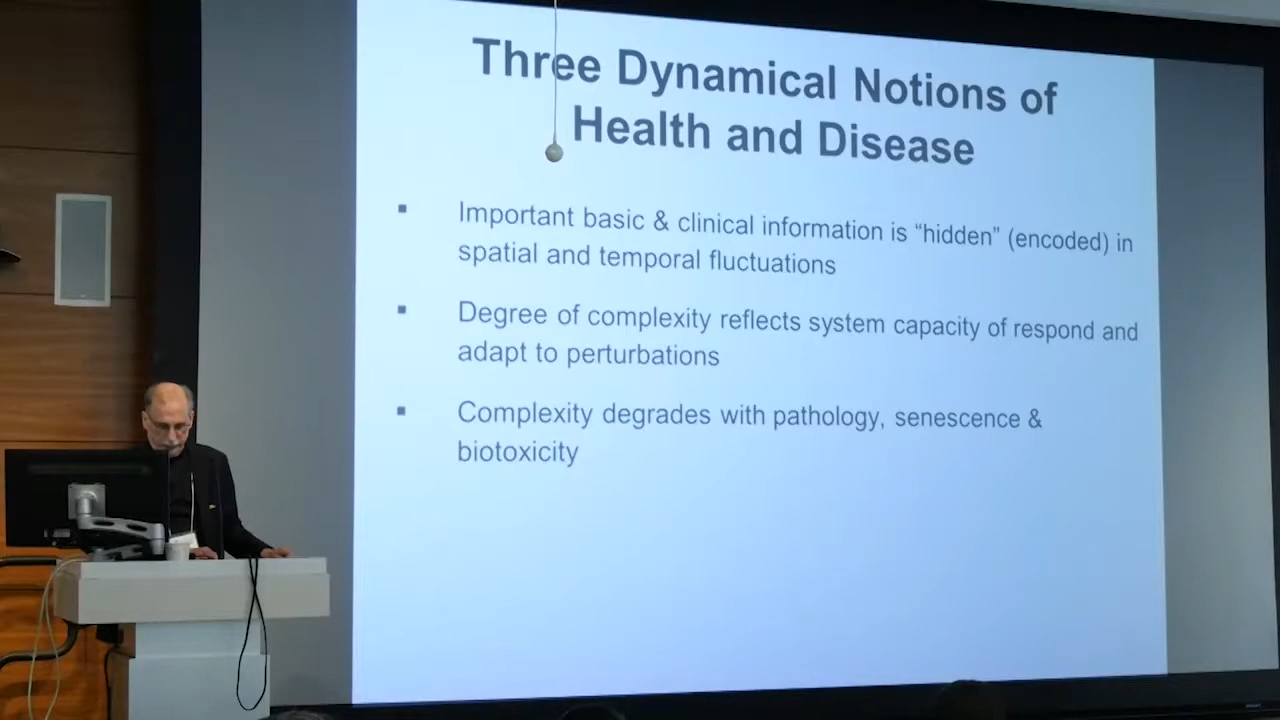 Three Dynamical Notions of
Health and Disease
▪ Important basic & clinical information is “hidden” (encoded) in
spatial and temporal fluctuations
▪ Degree of complexity reflects system capacity of respond and
adapt to perturbations
▪ Complexity degrades with pathology, senescence &
biotoxicity